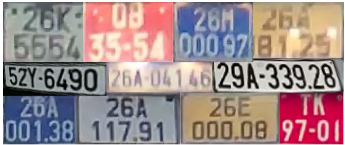 26K
5554
QB
35-54
26M
000.97
26A
81.25
52Y-6490
26A-041.46
29A-339.28
26A
001.38
26A
117.91
26E
000.08
TK
97-01